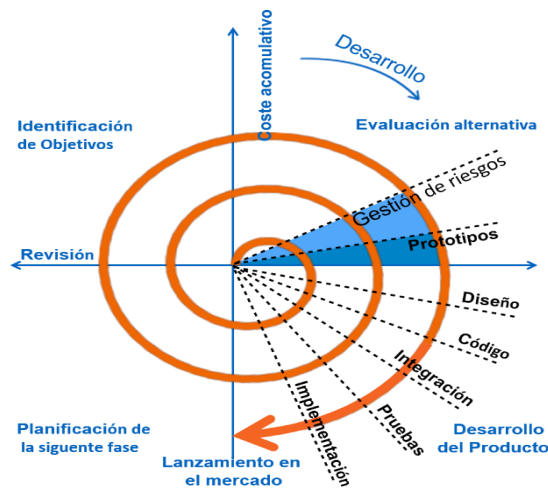 Coste acomulativo
Desarrollo
Identificación
de Objetivos
Evaluación alternativa
Gestión de riesgos
Revisión
Prototipos
Diseño
Código
Integración
Pruebas
Implementación
Planificación de
la siguente fase
Lanzamiento en
el mercado
Desarrollo
del Producto